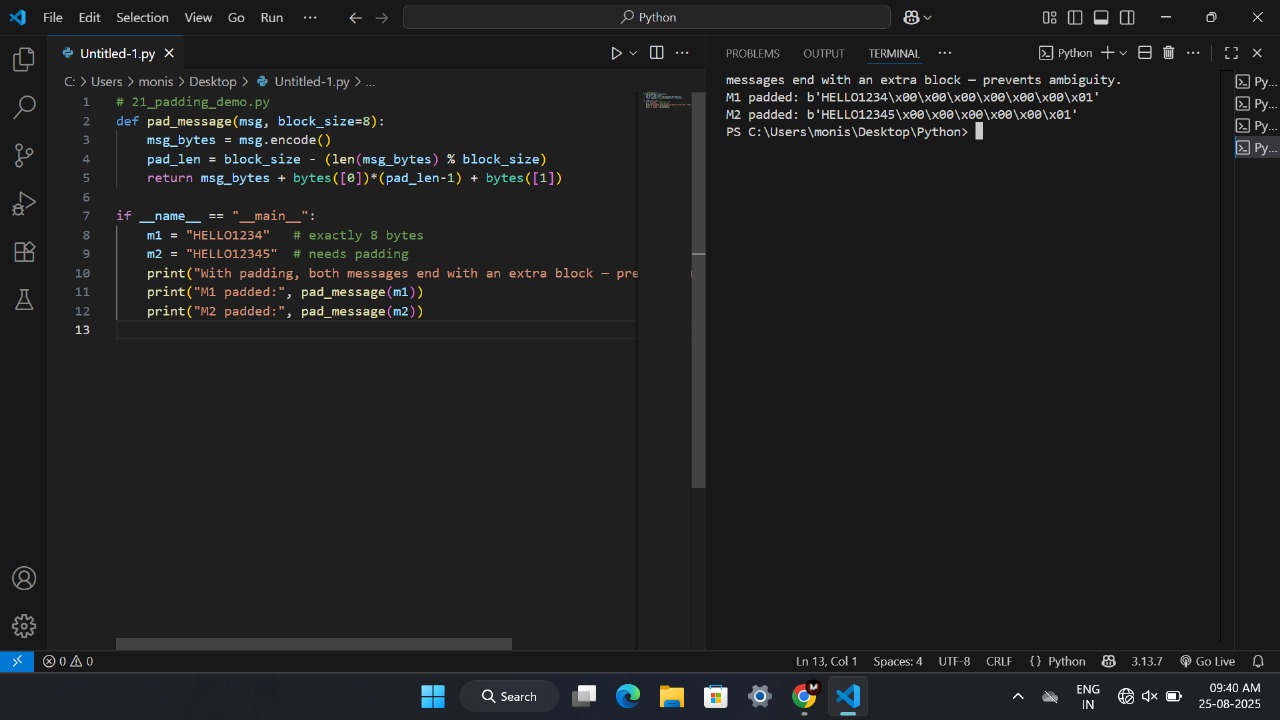 File Edit Selection View Go Run ··· Python
Untitled-1.py
C: > Users > monis > Desktop > Untitled-1.py > ...
1 # 21_padding_demo.py
2 def pad_message(msg, block_size=8):
3 msg_bytes = msg.encode()
4 pad_len = block_size - (len(msg_bytes) % block_size)
5 return msg_bytes + bytes([0])*(pad_len-1) + bytes([1])
6
7 if __name__ == "__main__":
8 m1 = "HELLO1234" # exactly 8 bytes
9 m2 = "HELLO12345" # needs padding
10 print("With padding, both messages end with an extra block — pre
11 print("M1 padded:", pad_message(m1))
12 print("M2 padded:", pad_message(m2))
13
PROBLEMS OUTPUT TERMINAL ··· Python
messages end with an extra block — prevents ambiguity.
M1 padded: b'HELLO1234\x00\x00\x00\x00\x00\x00\x01'
M2 padded: b'HELLO12345\x00\x00\x00\x00\x00\x01'
PS C:\Users\monis\Desktop\Python>
Py...
Py...
Py...
Py...
0 0 Ln 13, Col 1 Spaces: 4 UTF-8 CRLF {} Python 3.13.7 Go Live
Search
M
ENG
IN
09:40 AM
25-08-2025